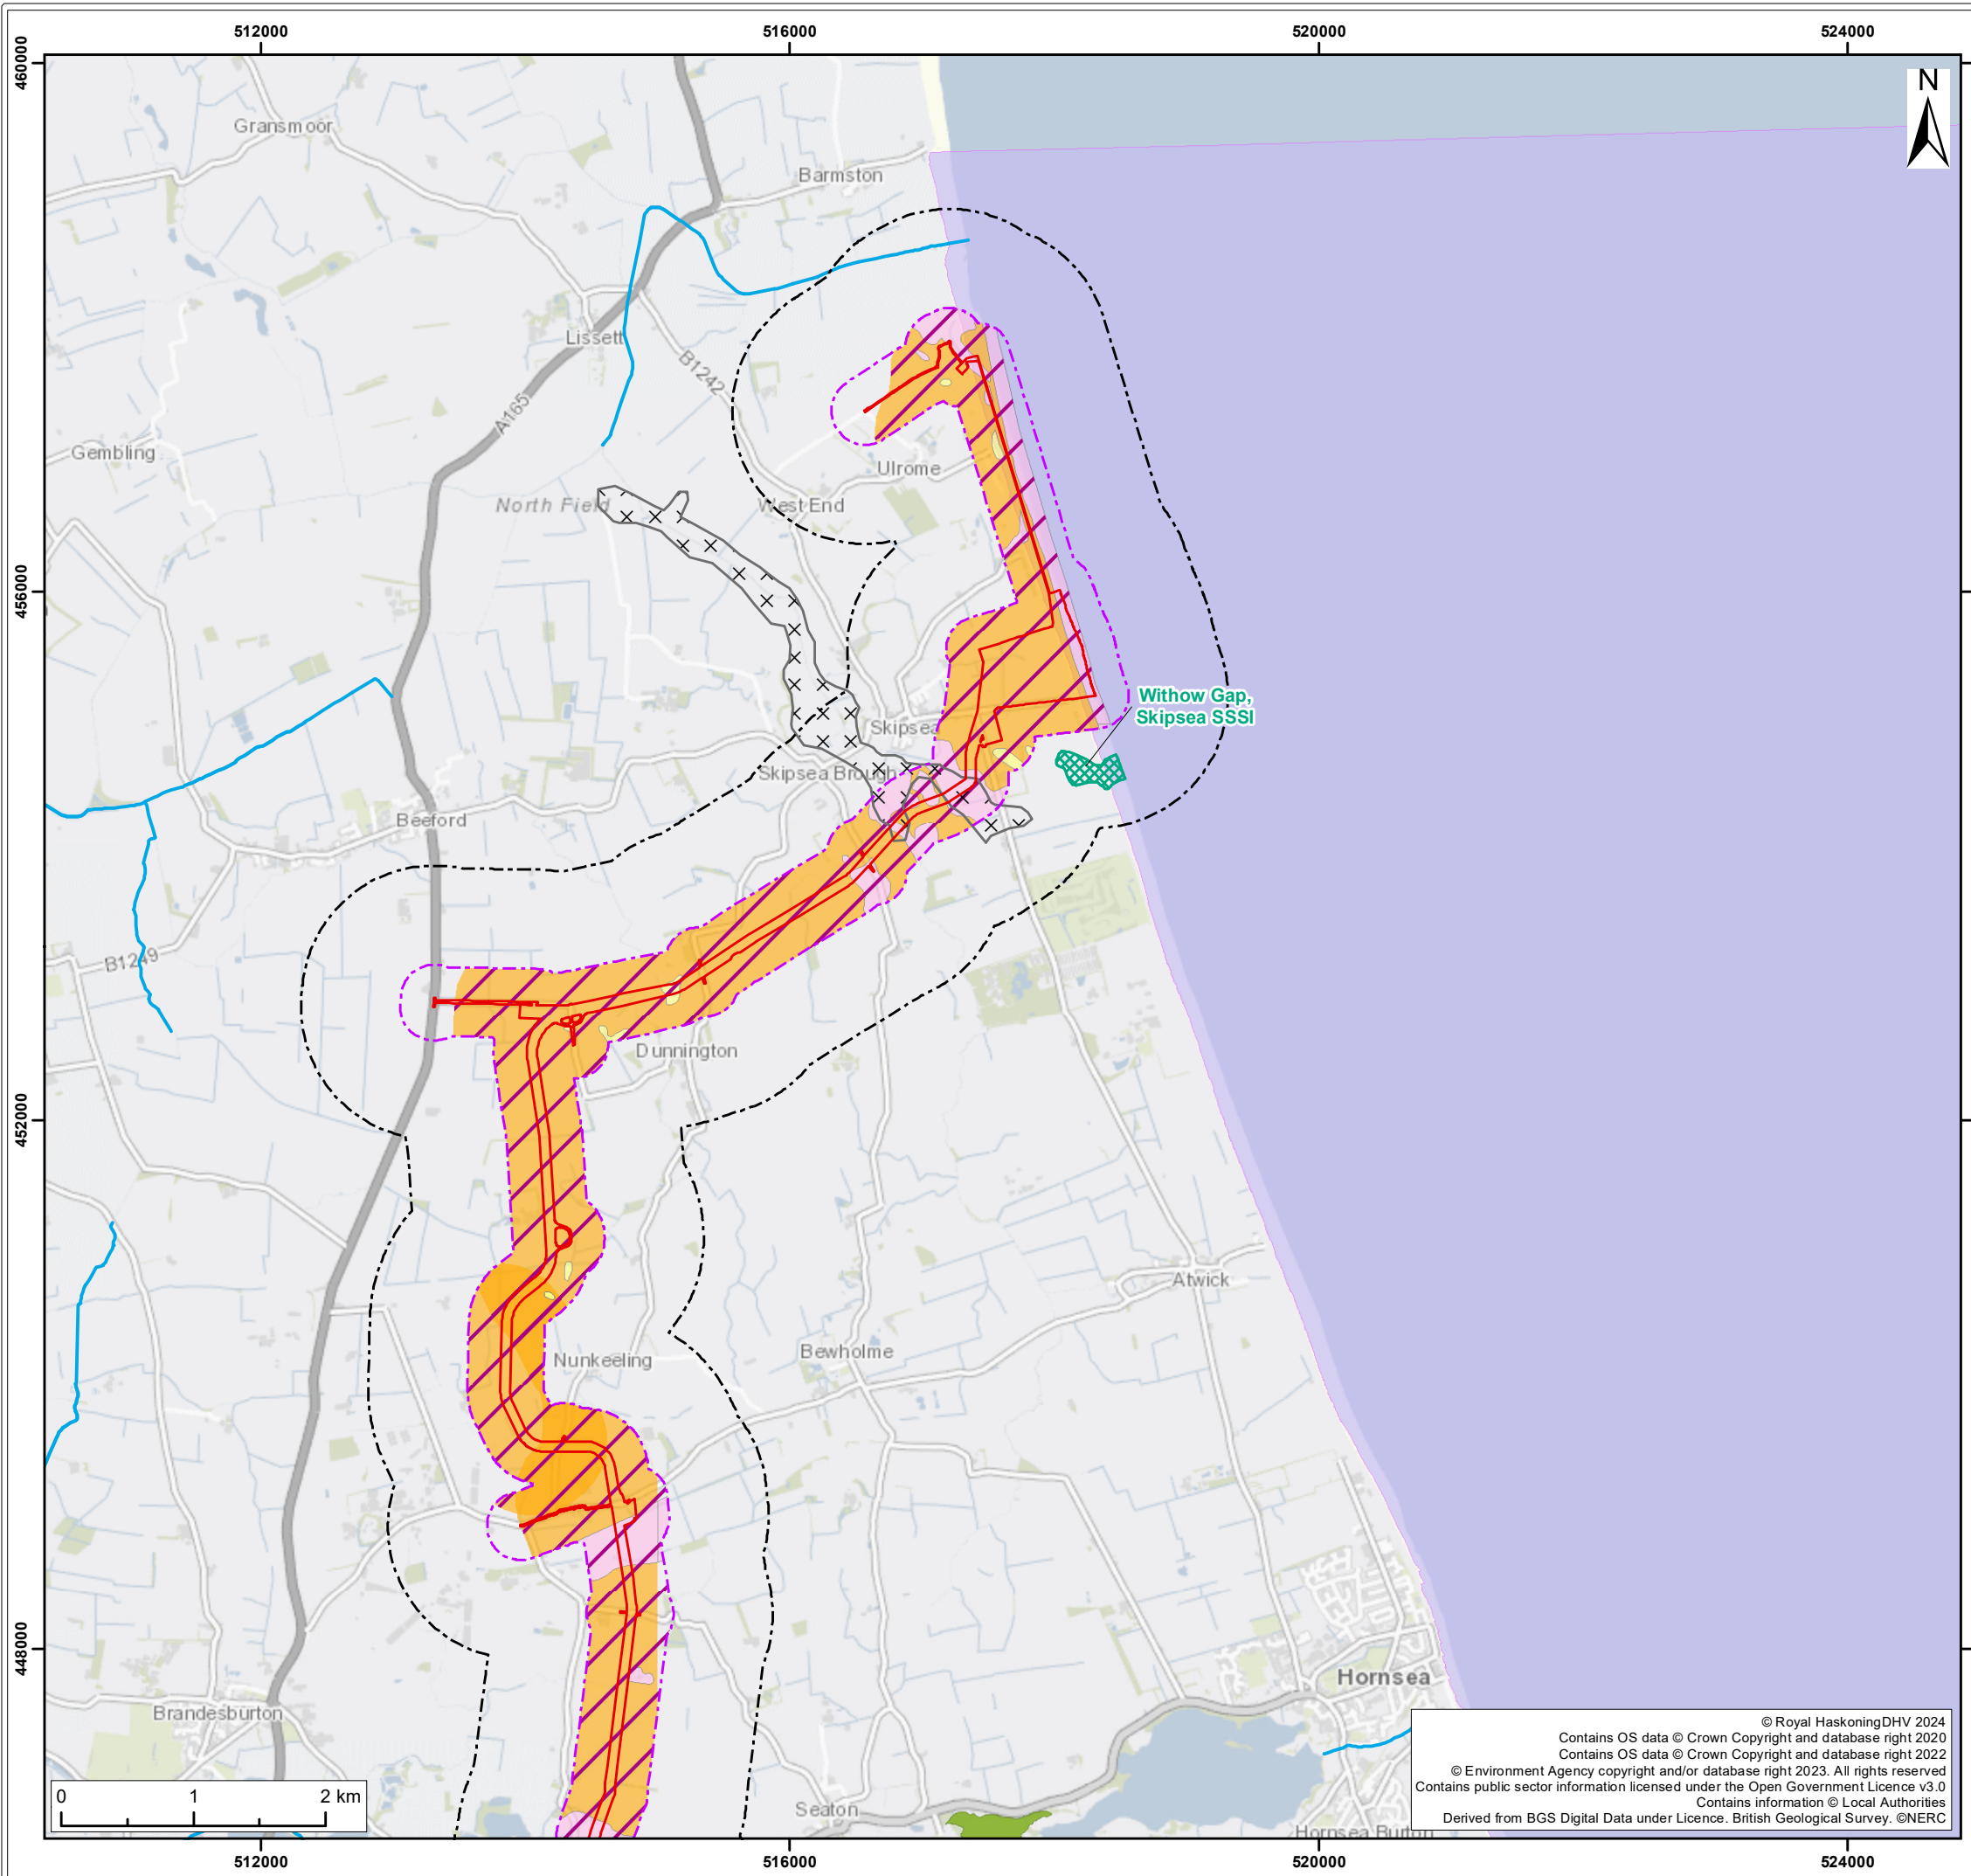 512000
516000
520000
524000
460000
N
Gransmoor
Barmston
Lissett
B1242
A165
Gembling
North Field
Ulrome
West End
456000
Withow Gap,
Skipsea SSSI
Skipsea
Skipsea Brough
Beeford
B1249
Dunnington
452000
Atwick
Bewholme
Nunkeeling
448000
Hornsea
Brandesburton
© Royal HaskoningDHV 2024
Contains OS data © Crown Copyright and database right 2020
Contains OS data © Crown Copyright and database right 2022
© Environment Agency copyright and/or database right 2023. All rights reserved
Contains public sector information licensed under the Open Government Licence v3.0
Contains information © Local Authorities
Derived from BGS Digital Data under Licence. British Geological Survey. ©NERC
0 1 2 km
Seaton
Hornsea Burton
512000
516000
520000
524000